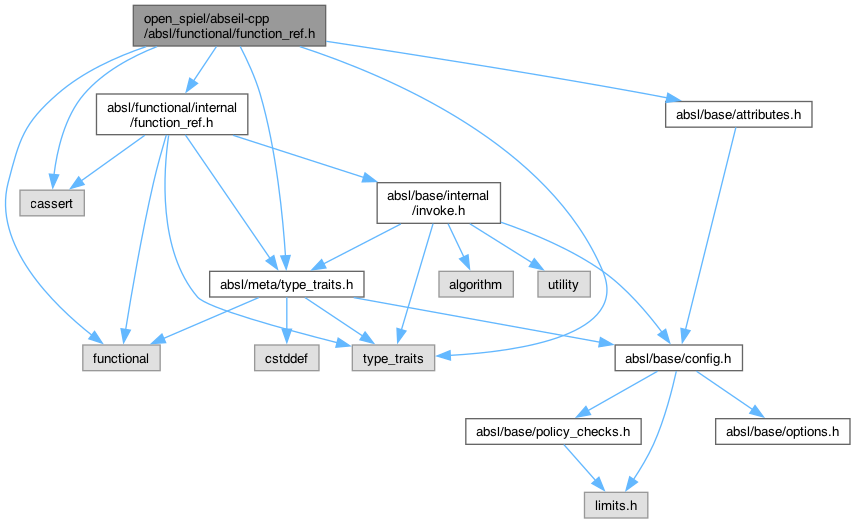 open_spiel/abseil-cpp
/absl/functional/function_ref.h
absl/functional/internal
/function_ref.h
absl/base/attributes.h
cassert
absl/base/internal
/invoke.h
absl/meta/type_traits.h
algorithm
utility
functional
cstddef
type_traits
absl/base/config.h
absl/base/policy_checks.h
absl/base/options.h
limits.h